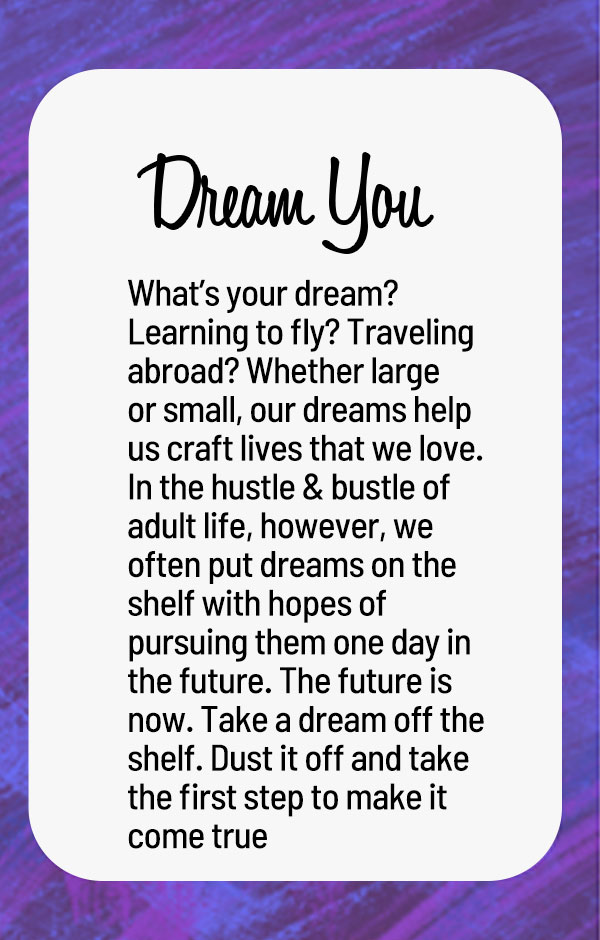 Dream You
What’s your dream?
Learning to fly? Traveling
abroad? Whether large
or small, our dreams help
us craft lives that we love.
In the hustle & bustle of
adult life, however, we
often put dreams on the
shelf with hopes of
pursuing them one day in
the future. The future is
now. Take a dream off the
shelf. Dust it off and take
the first step to make it
come true